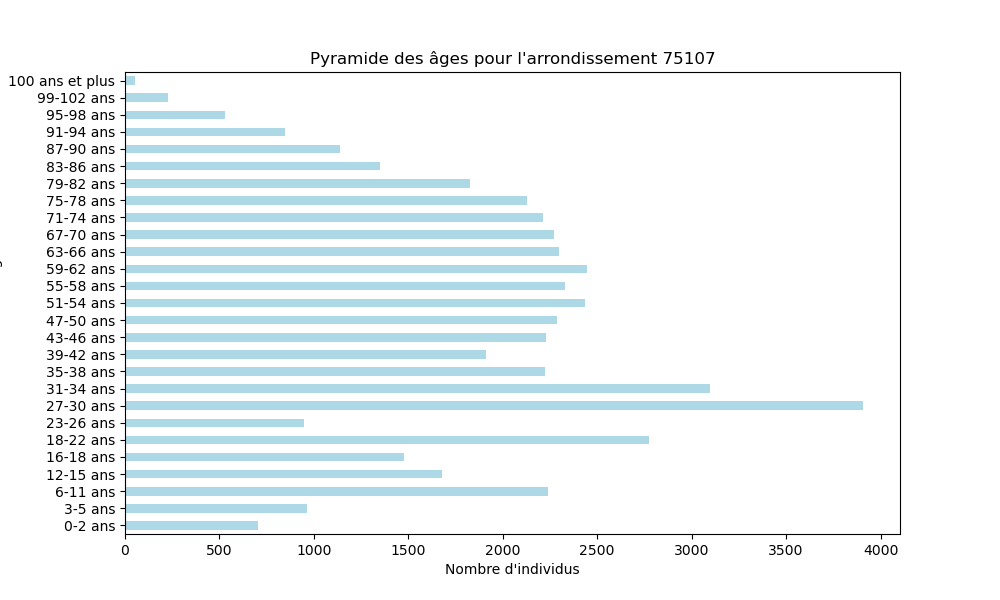 Pyramide des âges pour l'arrondissement 75107
100 ans et plus
99-102 ans
95-98 ans
91-94 ans
87-90 ans
83-86 ans
79-82 ans
75-78 ans
71-74 ans
67-70 ans
63-66 ans
59-62 ans
55-58 ans
51-54 ans
47-50 ans
43-46 ans
39-42 ans
35-38 ans
31-34 ans
27-30 ans
23-26 ans
18-22 ans
16-18 ans
12-15 ans
6-11 ans
3-5 ans
0-2 ans
0 500 1000 1500 2000 2500 3000 3500 4000
Nombre d'individus